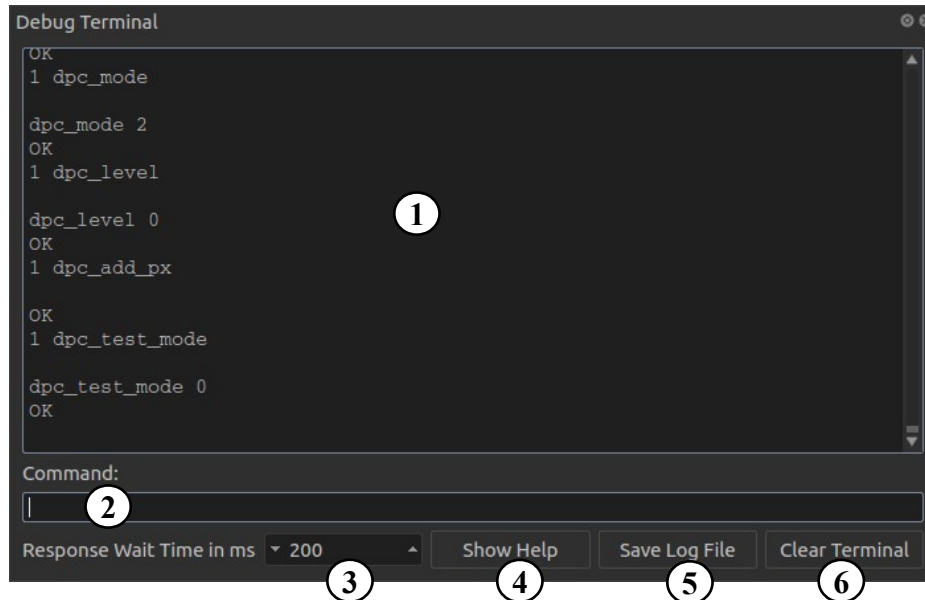 Debug Terminal
OK
1 dpc_mode
dpc_mode 2
OK
1 dpc_level
dpc_level 0
OK
1 dpc_add_px
OK
1 dpc_test_mode
dpc_test_mode 0
OK
1
Command:
2
Response Wait Time in ms 200 Show Help Save Log File Clear Terminal
3 4 5 6